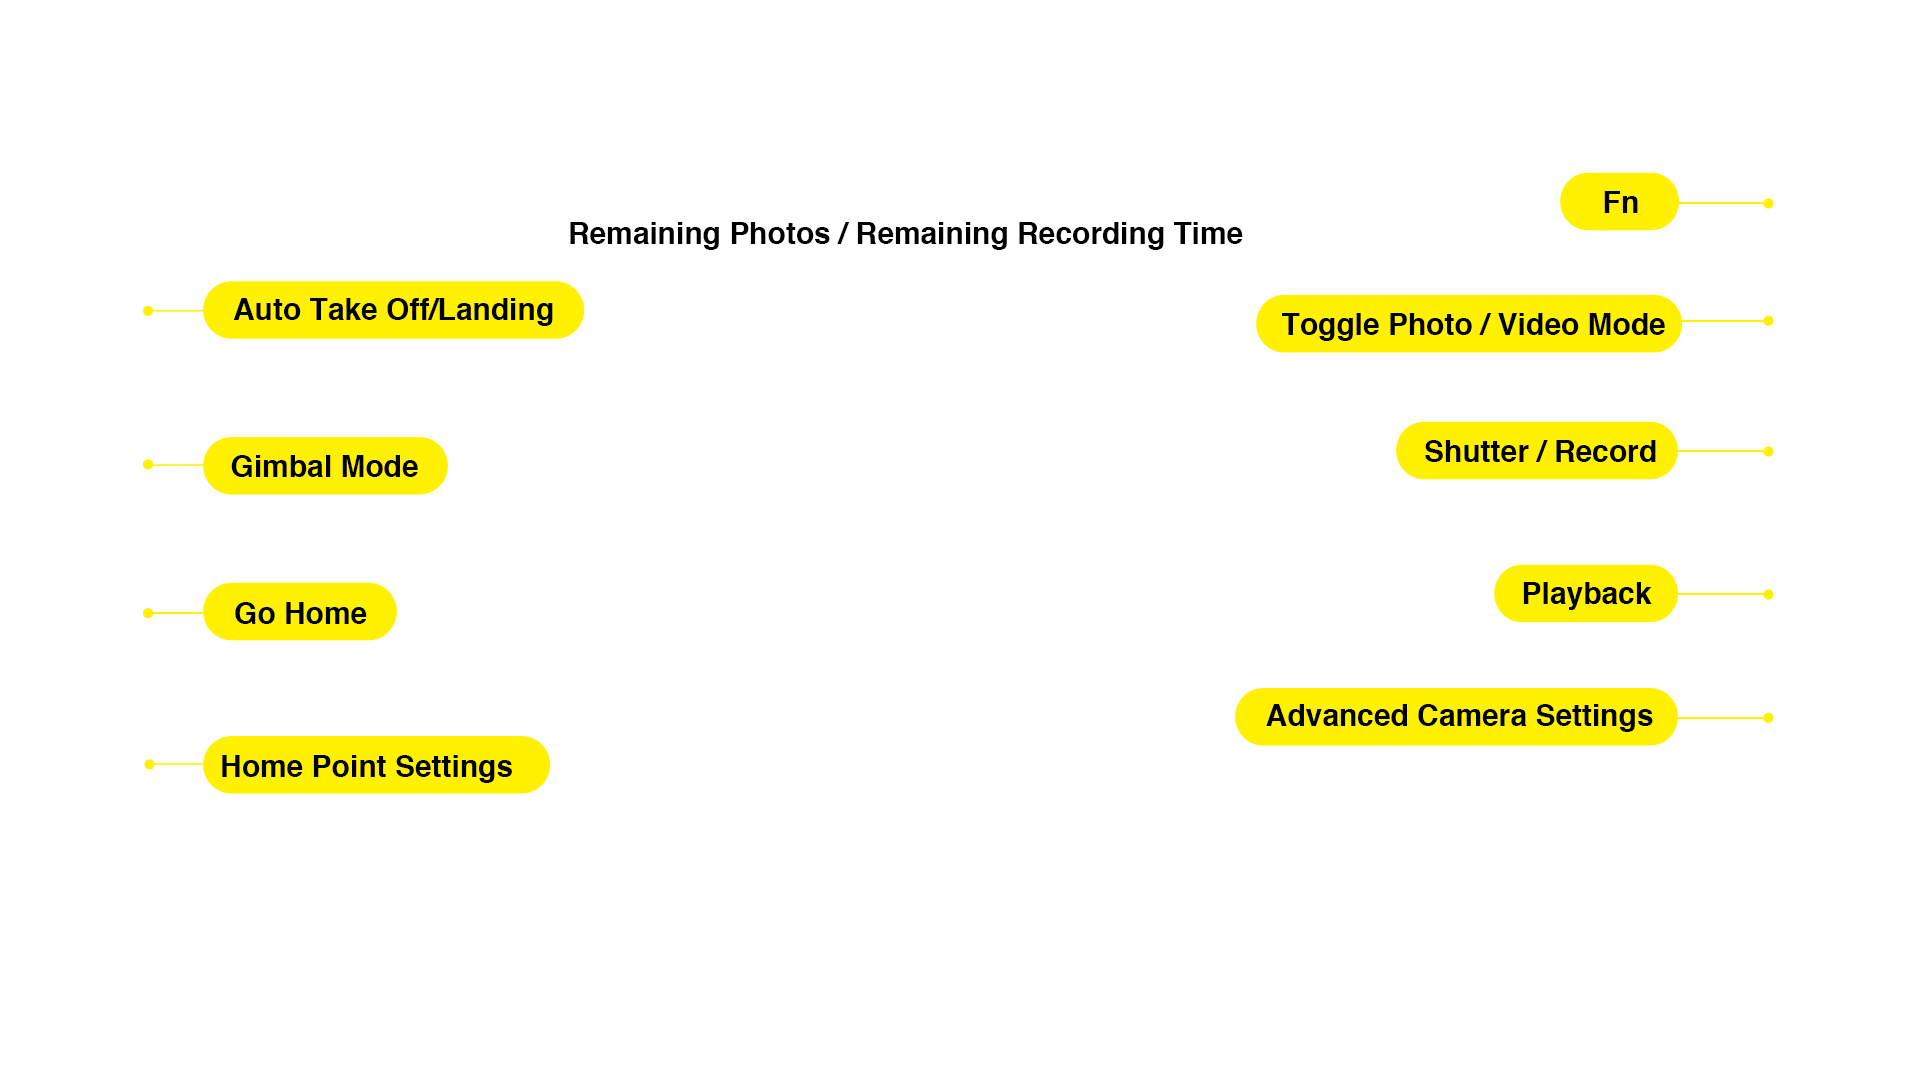 Fn
Remaining Photos / Remaining Recording Time
Auto Take Off/Landing
Toggle Photo / Video Mode
Gimbal Mode
Shutter / Record
Go Home
Playback
Home Point Settings
Advanced Camera Settings